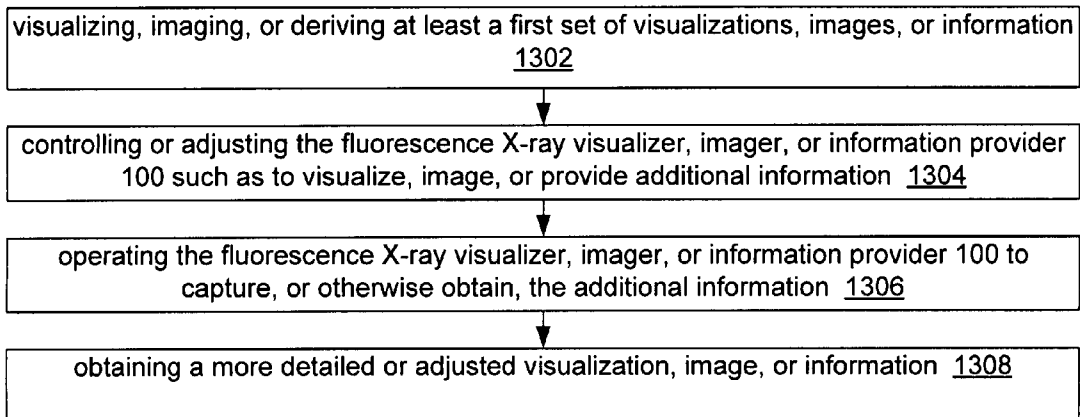 visualizing, imaging, or deriving at least a first set of visualizations, images, or information
1302
controlling or adjusting the fluorescence X-ray visualizer, imager, or information provider
100 such as to visualize, image, or provide additional information 1304
operating the fluorescence X-ray visualizer, imager, or information provider 100 to
capture, or otherwise obtain, the additional information 1306
obtaining a more detailed or adjusted visualization, image, or information 1308